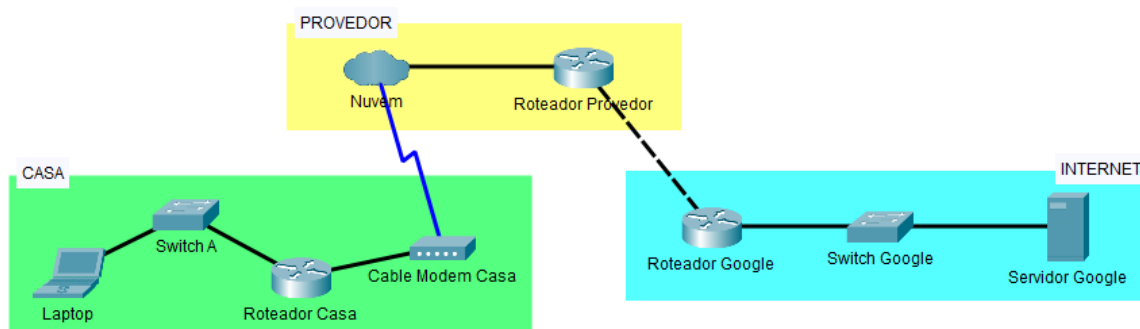 PROVEDOR
Nuvem
Roteador Provedor
CASA
Switch A
Laptop
Roteador Casa
Cable Modem Casa
INTERNET
Roteador Google
Switch Google
Servidor Google